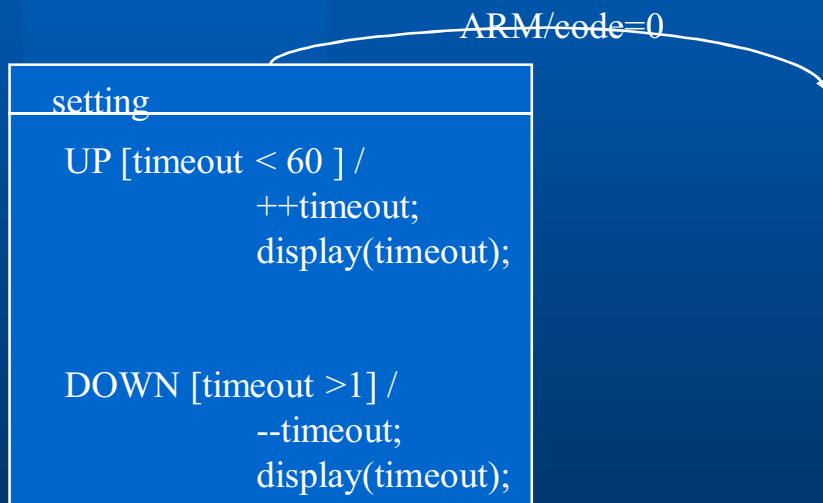 ARM/code=0
setting
UP [timeout < 60 ] /
++timeout;
display(timeout);
DOWN [timeout >1] /
--timeout;
display(timeout);